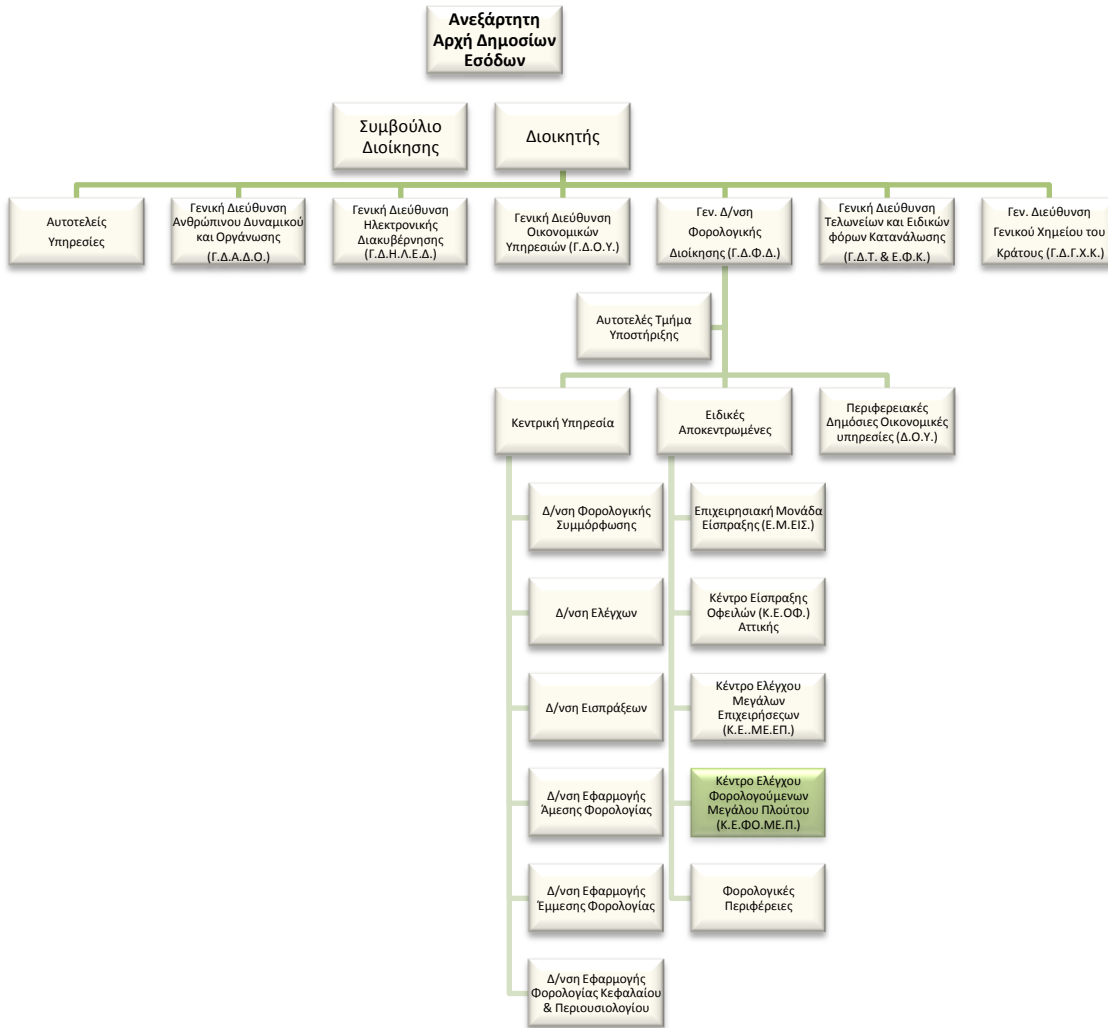 Ανεξάρτητη
Αρχή Δημοσίων
Εσόδων
Συμβούλιο
Διοίκησης
Διοικητής
Αυτοτελείς
Υπηρεσίες
Γενική Διεύθυνση
Ανθρώπινου Δυναμικού
και Οργάνωσης
(Γ.Δ.Α.Δ.Ο.)
Γενική Διεύθυνση
Ηλεκτρονικής
Διακυβέρνησης
(Γ.Δ.Η.Λ.Ε.Δ.)
Γενική Διεύθυνση
Οικονομικών
Υπηρεσιών (Γ.Δ.Ο.Υ.)
Γεν. Δ/νση
Φορολογικής
Διοίκησης (Γ.Δ.Φ.Δ.)
Γενική Διεύθυνση
Τελωνείων και Ειδικών
φόρων Κατανάλωσης
(Γ.Δ.Τ. & Ε.Φ.Κ.)
Γεν. Διεύθυνση
Γενικού Χημείου του
Κράτους (Γ.Δ.Γ.Χ.Κ.)
Αυτοτελές Τμήμα
Υποστήριξης
Κεντρική Υπηρεσία
Ειδικές
Αποκεντρωμένες
Περιφερειακές
Δημόσιες Οικονομικές
υπηρεσίες (Δ.Ο.Υ.)
Δ/νση Φορολογικής
Συμμόρφωσης
Δ/νση Ελέγχων
Δ/νση Εισπράξεων
Δ/νση Εφαρμογής
Άμεσης Φορολογίας
Δ/νση Εφαρμογής
Έμμεσης Φορολογίας
Δ/νση Εφαρμογής
Φορολογίας Κεφαλαίου
& Περιουσιολογίου
Επιχειρησιακή Μονάδα
Είσπραξης (Ε.Μ.ΕΙΣ.)
Κέντρο Είσπραξης
Οφειλών (Κ.Ε.ΟΦ.)
Αττικής
Κέντρο Ελέγχου
Μεγάλων
Επιχειρήσεςων
(Κ.Ε..ΜΕ.ΕΠ.)
Κέντρο Ελέγχου
Φορολογούμενων
Μεγάλου Πλούτου
(Κ.Ε.ΦΟ.ΜΕ.Π.)
Φορολογικές
Περιφέρειες